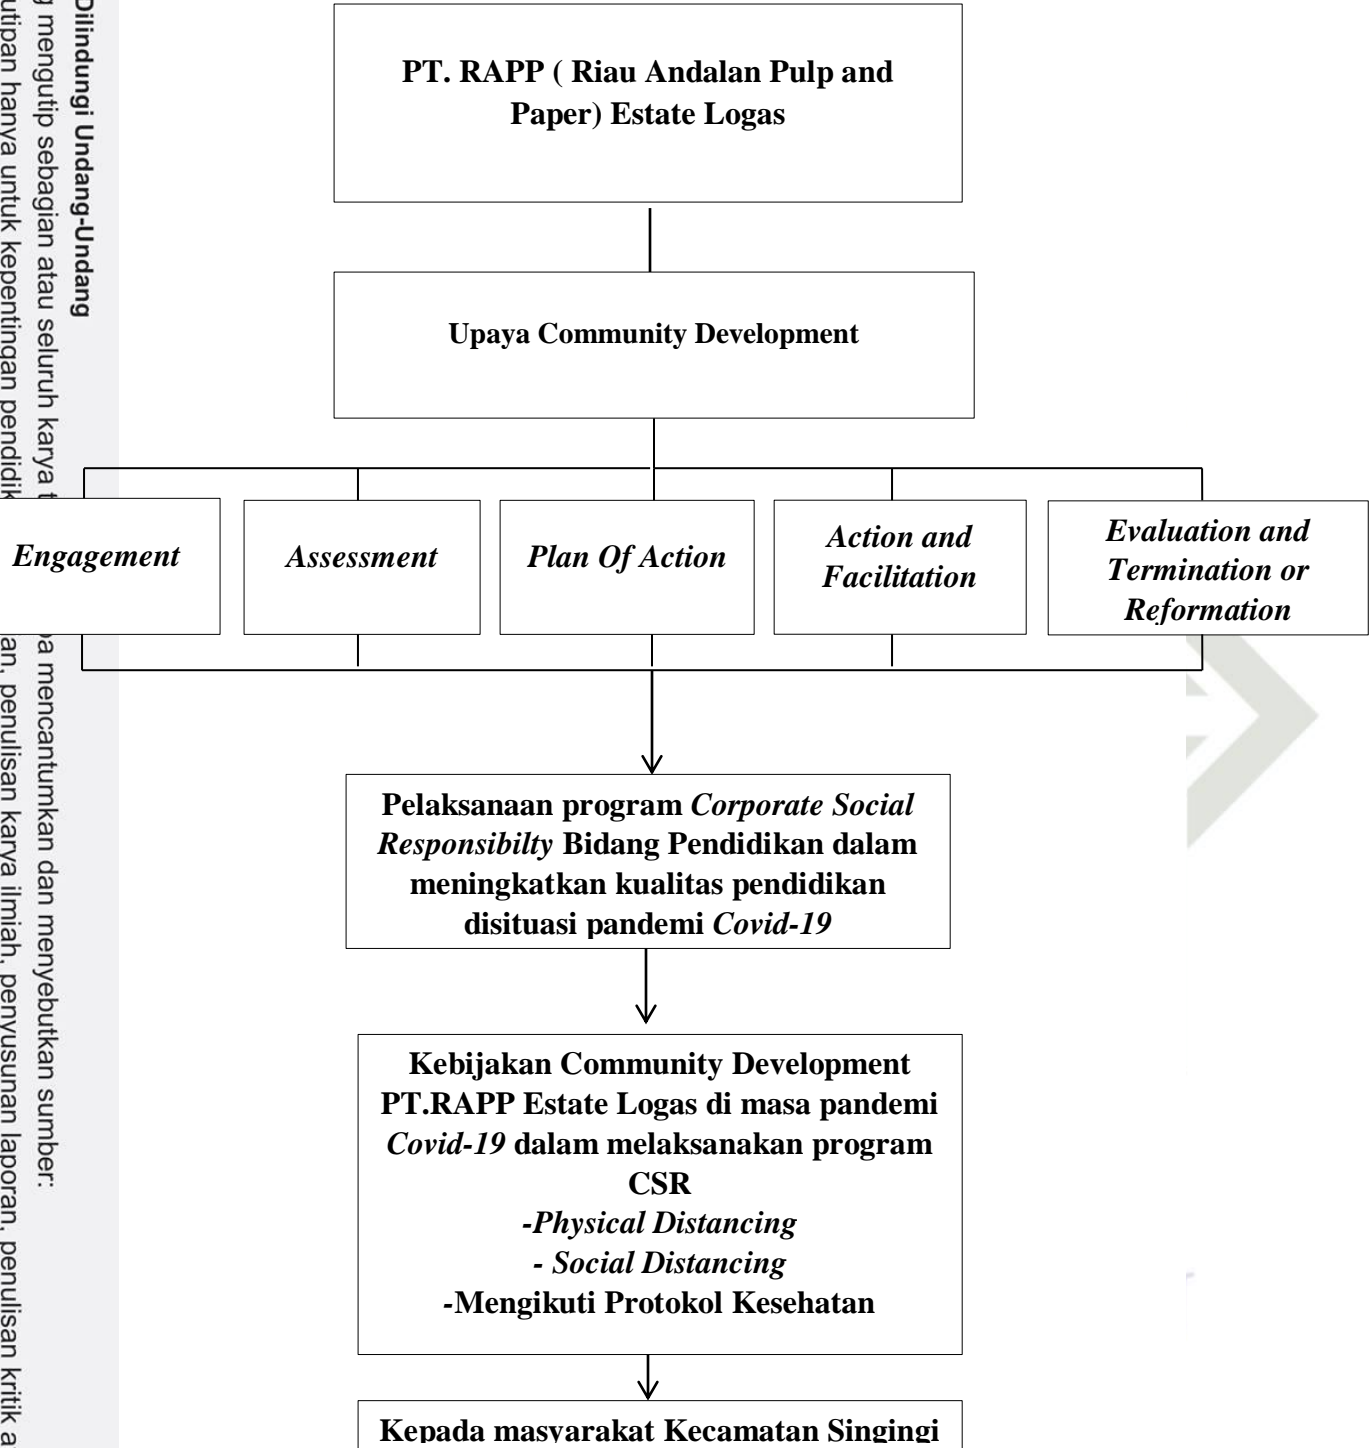 Dilindungi Undang-Undang
mengutip sebagian atau seluruh karya
utipan hanya untuk kepentingan pendidik
mencantumkan dan menyebutkan sumber:
an, penulisan karya ilmiah, penyusunan laporan, penulisan kritik a
PT. RAPP ( Riau Andalan Pulp and
Paper) Estate Logas
Upaya Community Development
Engagement
Assessment
Plan Of Action
Action and
Facilitation
Evaluation and
Termination or
Reformation
Pelaksanaan program Corporate Social
Responsibilty Bidang Pendidikan dalam
meningkatkan kualitas pendidikan
disituasi pandemi Covid-19
Kebijakan Community Development
PT.RAPP Estate Logas di masa pandemi
Covid-19 dalam melaksanakan program
CSR
-Physical Distancing
- Social Distancing
-Mengikuti Protokol Kesehatan
Kepada masyarakat Kecamatan Singingi